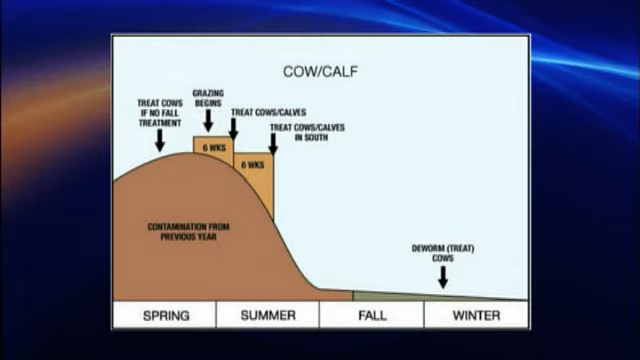 COW/CALF
GRAZING
BEGINS
TREAT COWS
IF NO FALL
TREATMENT
TREAT COWS/CALVES
TREAT COWS/CALVES
IN SOUTH
6 WKS
6 WKS
CONTAMINATION FROM
PREVIOUS YEAR
DEWORM (TREAT)
COWS
SPRING
SUMMER
FALL
WINTER